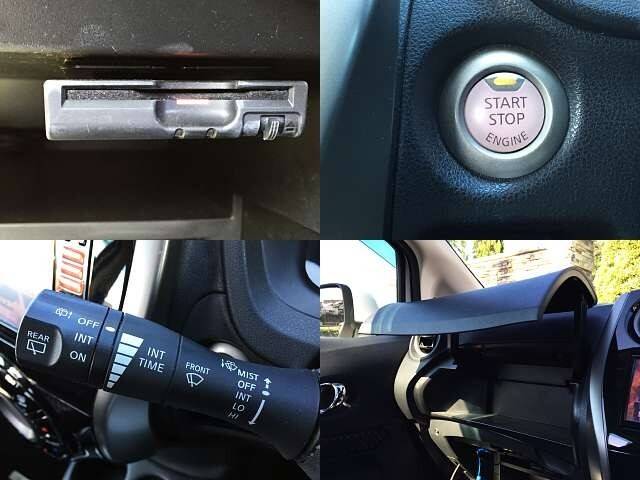 START
STOP
ENGINE
OFF
INT
ON
REAR
INT
TIME
FRONT
MIST
OFF
INT
LO
HI